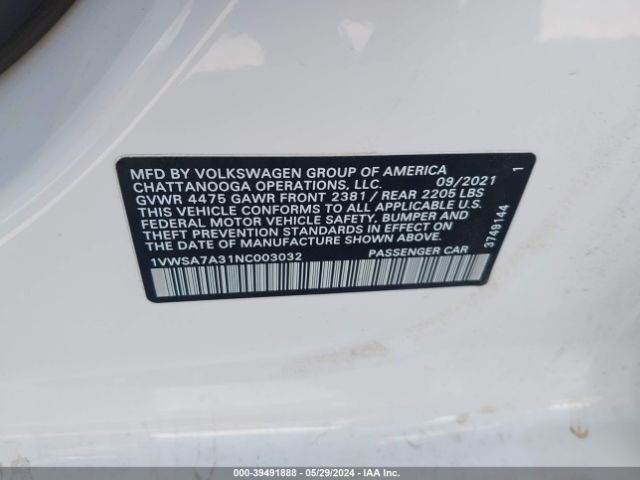 MFD BY VOLKSWAGEN GROUP OF AMERICA
CHATTANOOGA OPERATIONS, LLC. 09/2021
GVWR 4475 GAWR FRONT 2381 / REAR 2205 LBS
THIS VEHICLE CONFORMS TO ALL APPLICABLE U.S.
FEDERAL MOTOR VEHICLE SAFETY, BUMPER AND
THEFT PREVENTION STANDARDS IN EFFECT ON THE
DATE OF MANUFACTURE SHOWN ABOVE.
1VWSA7A31NC003032 PASSENGER CAR
3749144 1
000-39491888 - 05/29/2024 - IAA Inc.